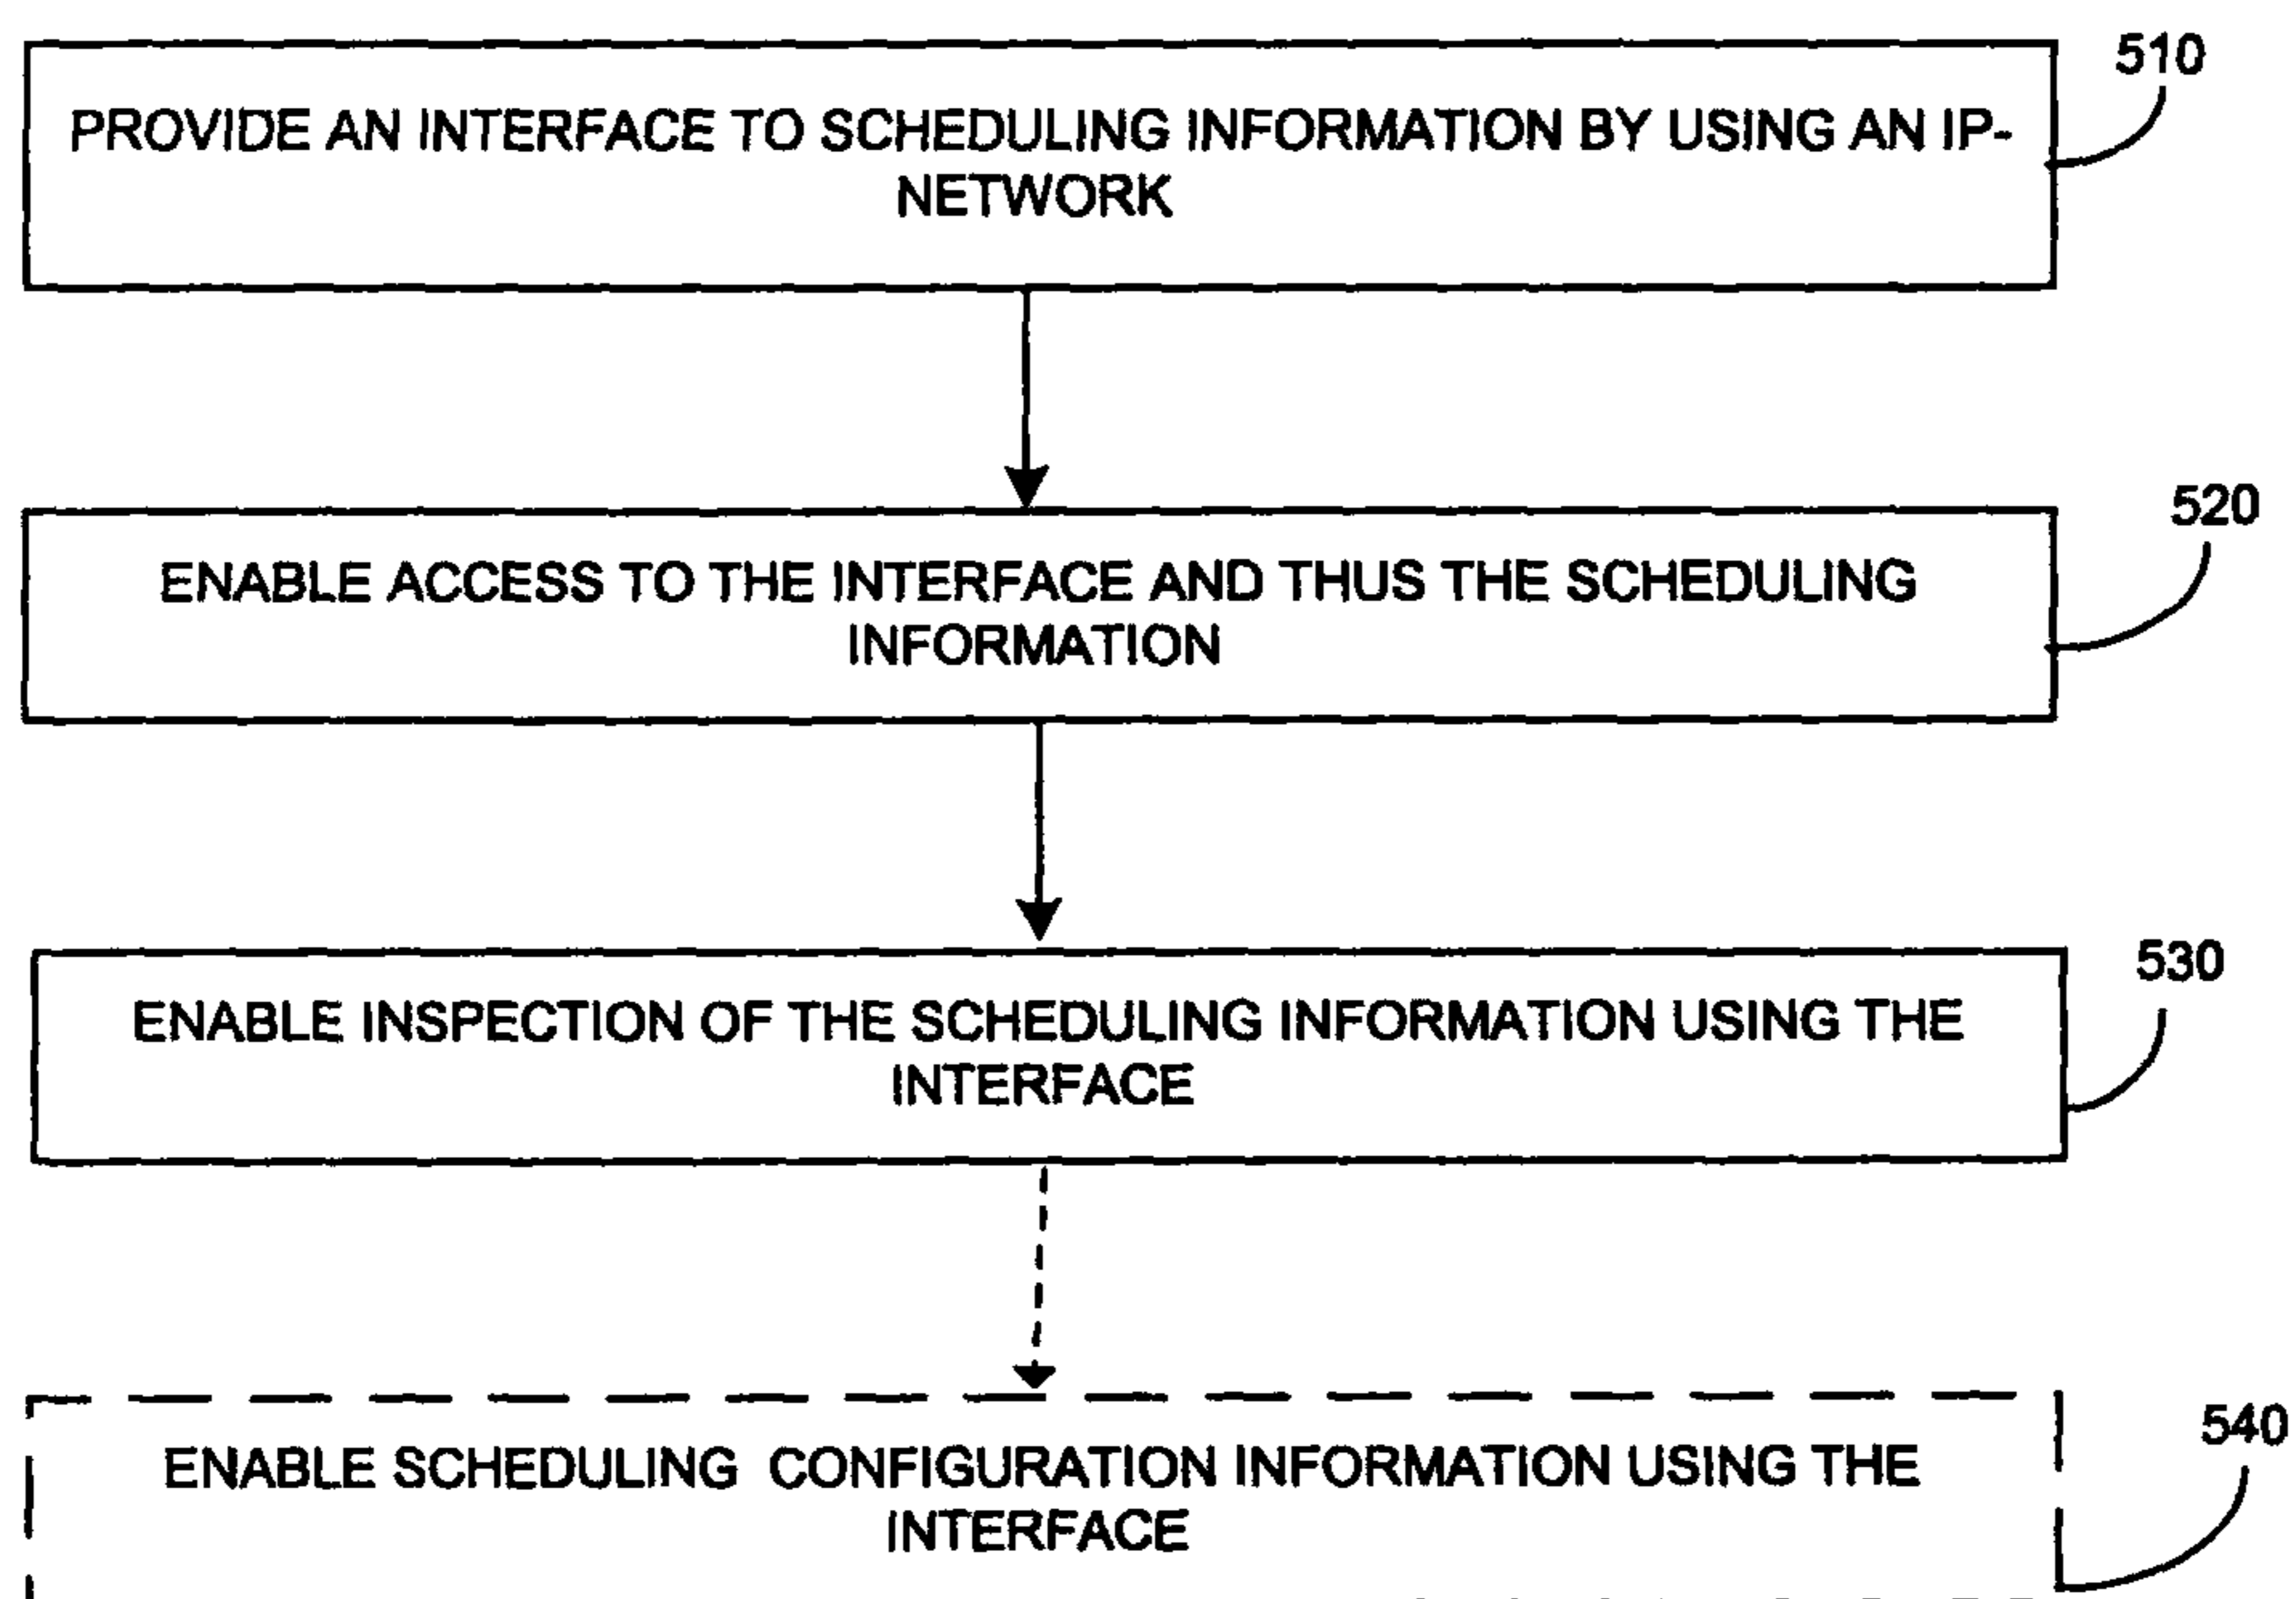 510
PROVIDE AN INTERFACE TO SCHEDULING INFORMATION BY USING AN IP-
NETWORK
520
ENABLE ACCESS TO THE INTERFACE AND THUS THE SCHEDULING
INFORMATION
530
ENABLE INSPECTION OF THE SCHEDULING INFORMATION USING THE
INTERFACE
540
ENABLE SCHEDULING CONFIGURATION INFORMATION USING THE
INTERFACE